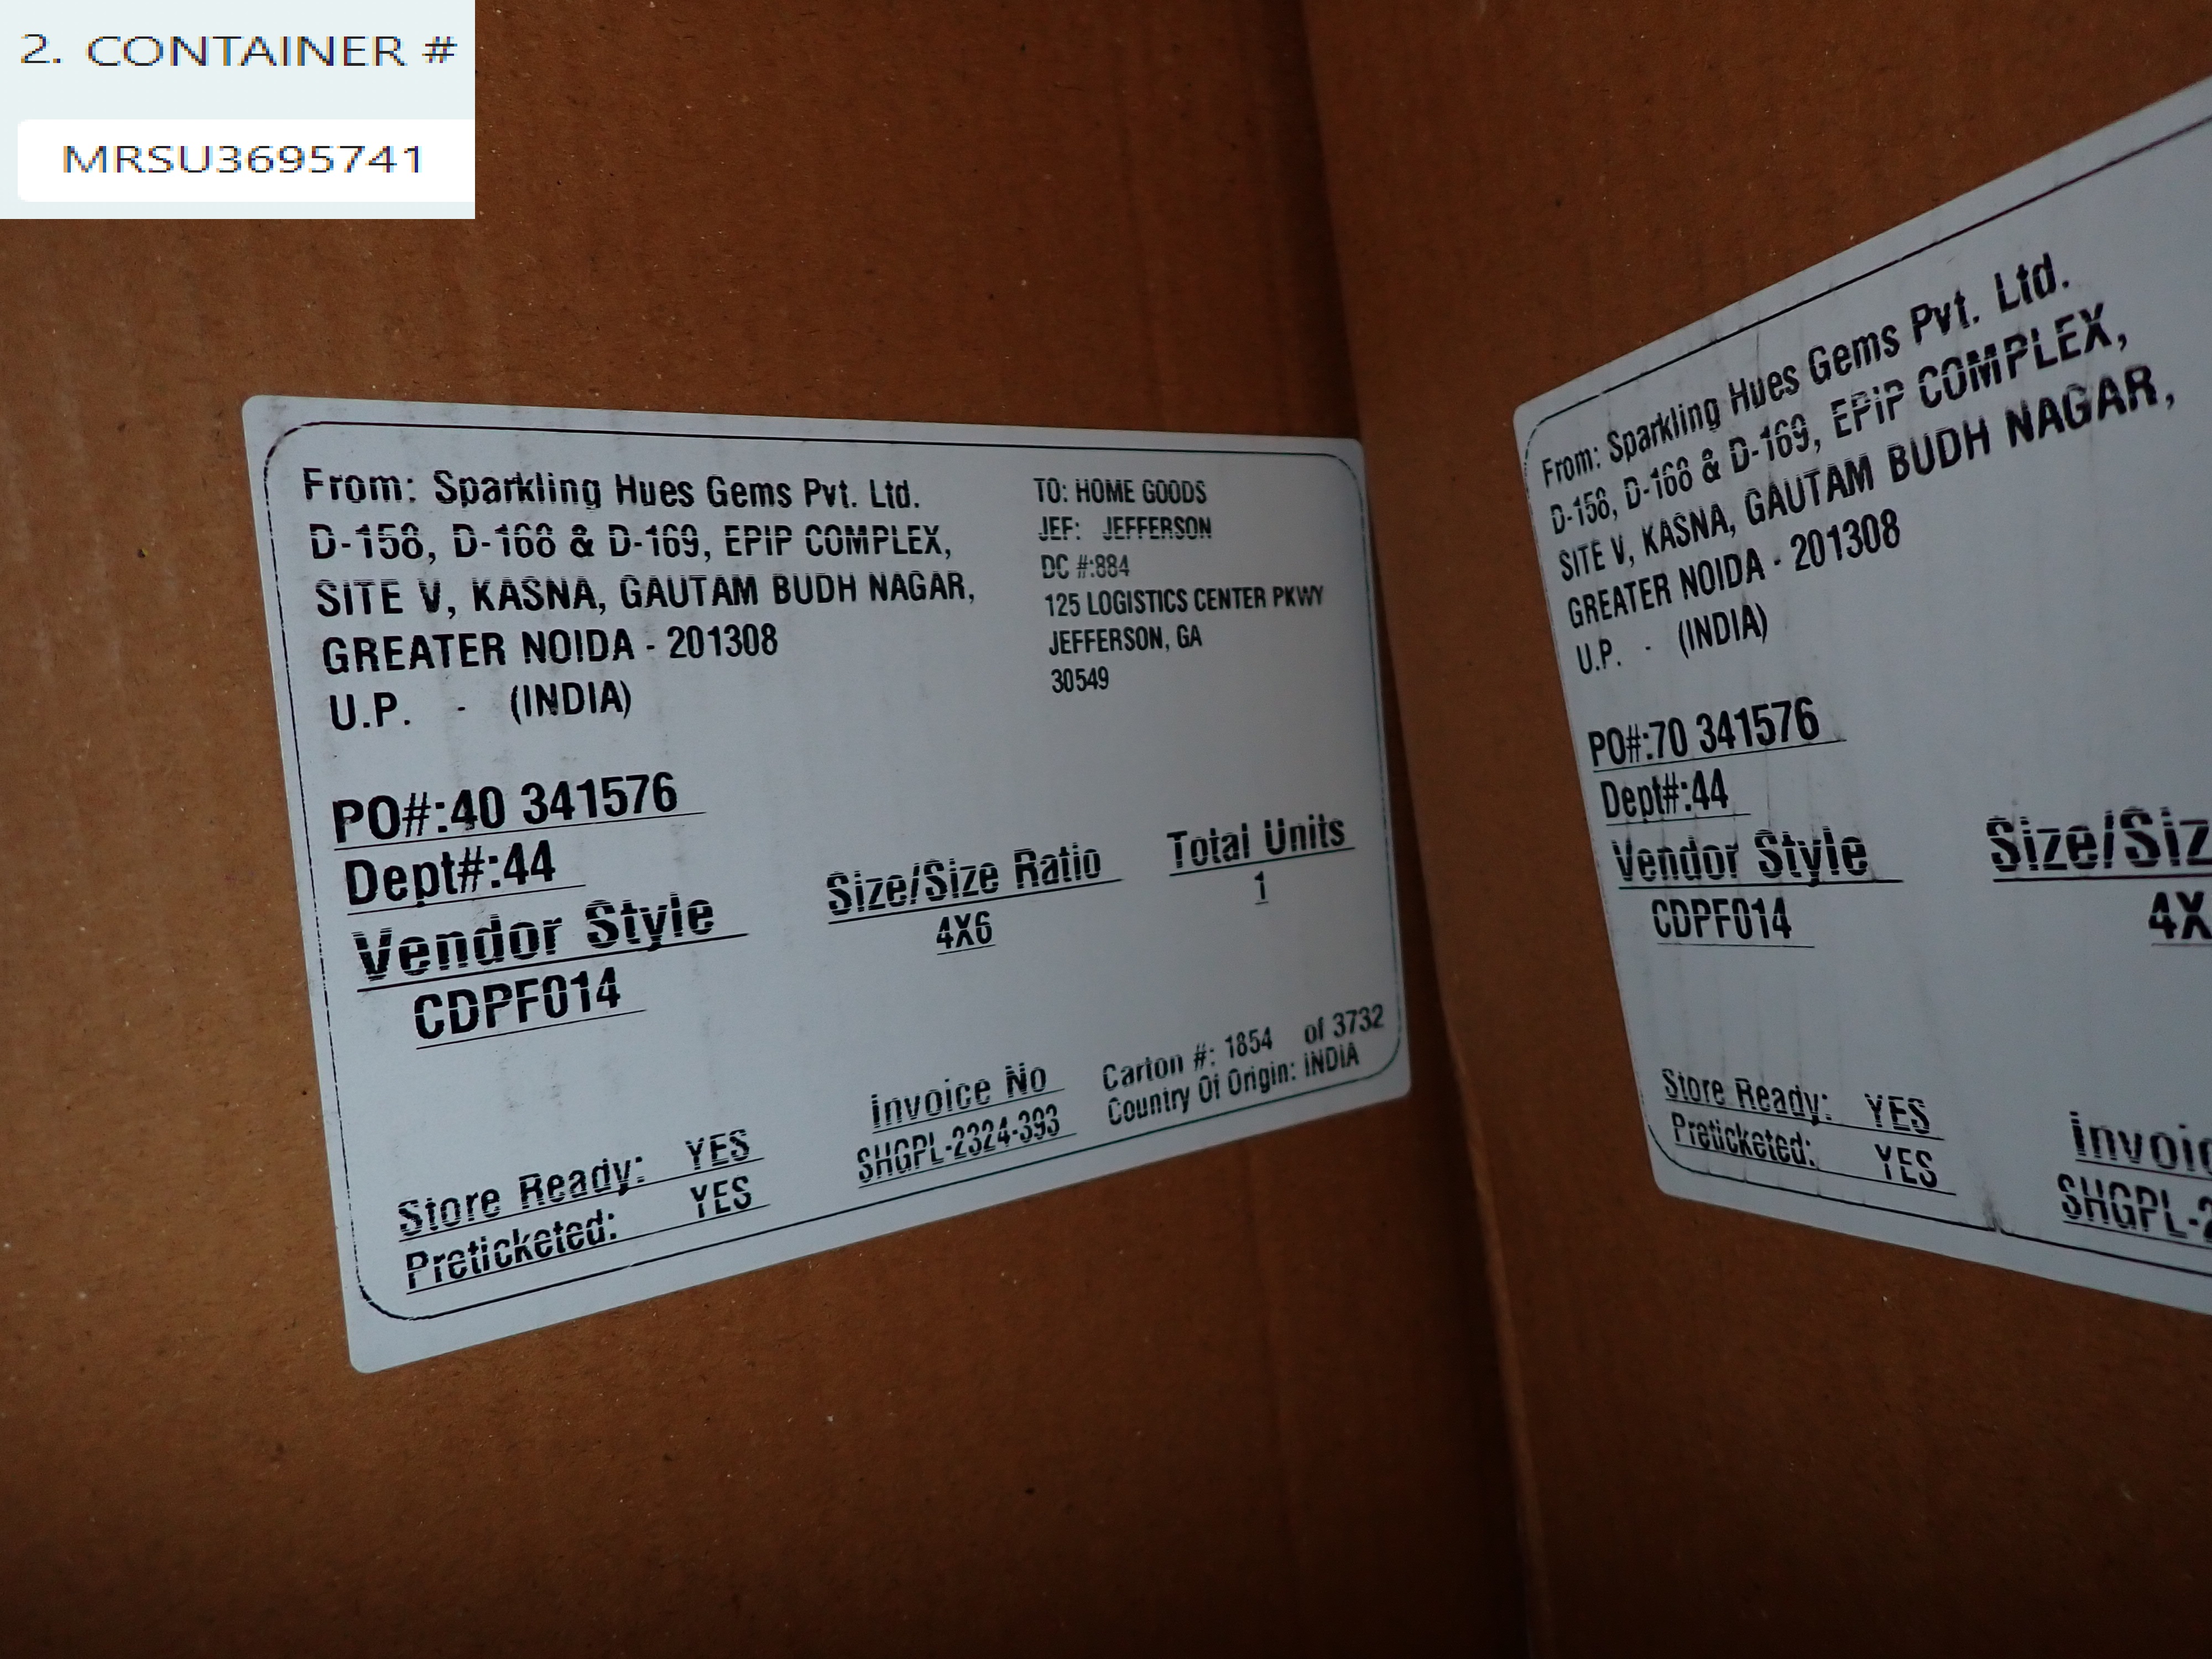 2. CONTAINER #
MRSU3695741
From: Sparkling Hues Gems Pvt. Ltd.
D-158, D-168 & D-169, EPIP COMPLEX,
SITE V, KASNA, GAUTAM BUDH NAGAR,
GREATER NOIDA - 201308
U.P. - (INDIA)
TO: HOME GOODS
JEF: JEFFERSON
DC #:884
125 LOGISTICS CENTER PKWY
JEFFERSON, GA
30549
PO#:40 341576
Dept#:44
Vendor Style
CDPF014
Size/Size Ratio
4X6
Total Units
1
Store Ready: YES
Preticketed: YES
Invoice No
SHGPL-2324-393
Carton #: 1854 of 3732
Country Of Origin: INDIA
From: Sparkling Hues Gems Pvt. Ltd.
D-158, D-168 & D-169, EPIP COMPLEX,
SITE V, KASNA, GAUTAM BUDH NAGAR,
GREATER NOIDA - 201308
U.P. - (INDIA)
PO#:70 341576
Dept#:44
Vendor Style
CDPF014
Size/Siz
4X
Store Ready: YES
Preticketed: YES
Invoic
SHGPL-2